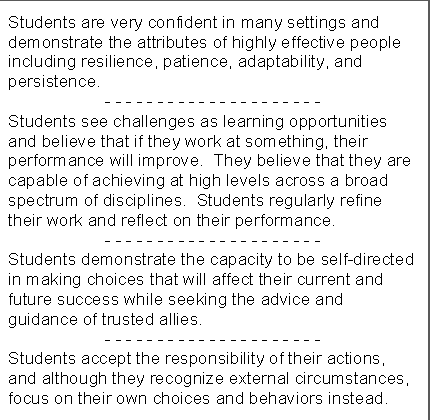 Students are very confident in many settings and
demonstrate the attributes of highly effective people
including resilience, patience, adaptability, and
persistence.
- - - - - - - - - - - - - - - - - - - - -
Students see challenges as learning opportunities
and believe that if they work at something, their
performance will improve.  They believe that they are
capable of achieving at high levels across a broad
spectrum of disciplines.  Students regularly refine
their work and reflect on their performance.
- - - - - - - - - - - - - - - - - - - - -
Students demonstrate the capacity to be self-directed
in making choices that will affect their current and
future success while seeking the advice and
guidance of trusted allies.
- - - - - - - - - - - - - - - - - - - - -
Students accept the responsibility of their actions,
and although they recognize external circumstances,
focus on their own choices and behaviors instead.